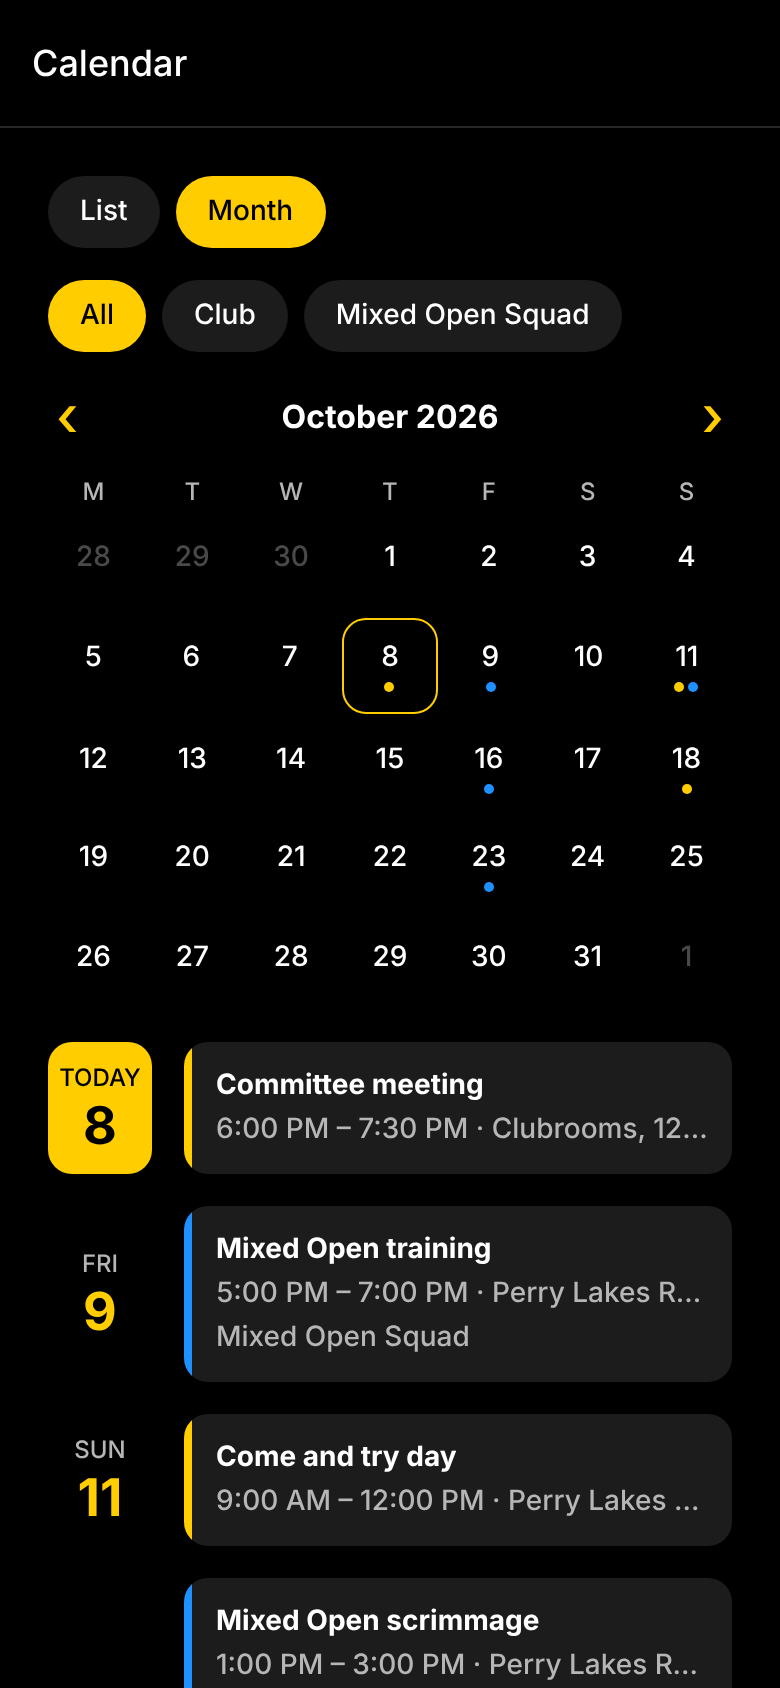 Calendar
List Month
All Club Mixed Open Squad
‹ October 2026 ›
M T W T F S S
28 29 30 1 2 3 4
5 6 7 8 9 10 11
12 13 14 15 16 17 18
19 20 21 22 23 24 25
26 27 28 29 30 31 1
TODAY
8
Committee meeting
6:00 PM – 7:30 PM · Clubrooms, 12...
FRI
9
Mixed Open training
5:00 PM – 7:00 PM · Perry Lakes R...
Mixed Open Squad
SUN
11
Come and try day
9:00 AM – 12:00 PM · Perry Lakes ...
Mixed Open scrimmage
1:00 PM – 3:00 PM · Perry Lakes R...